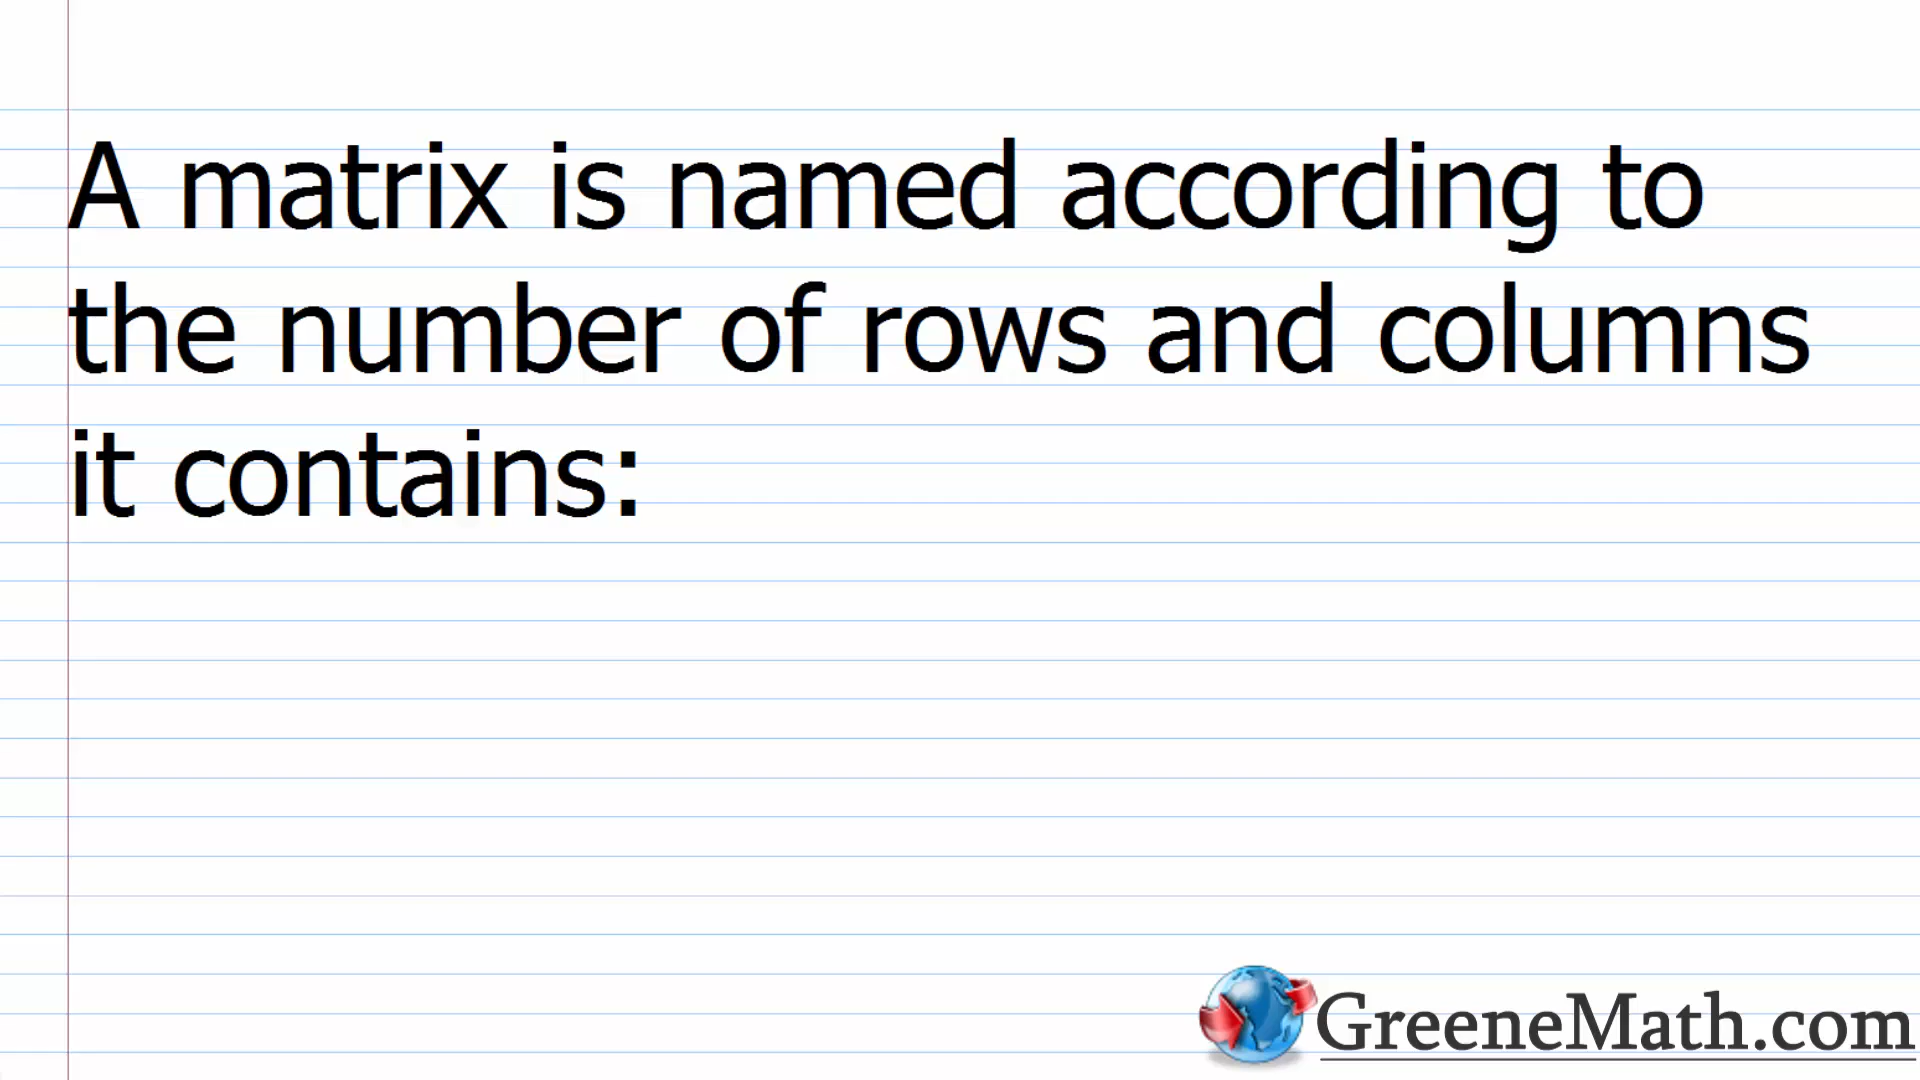 A matrix is named according to
the number of rows and columns
it contains:
GreeneMath.com